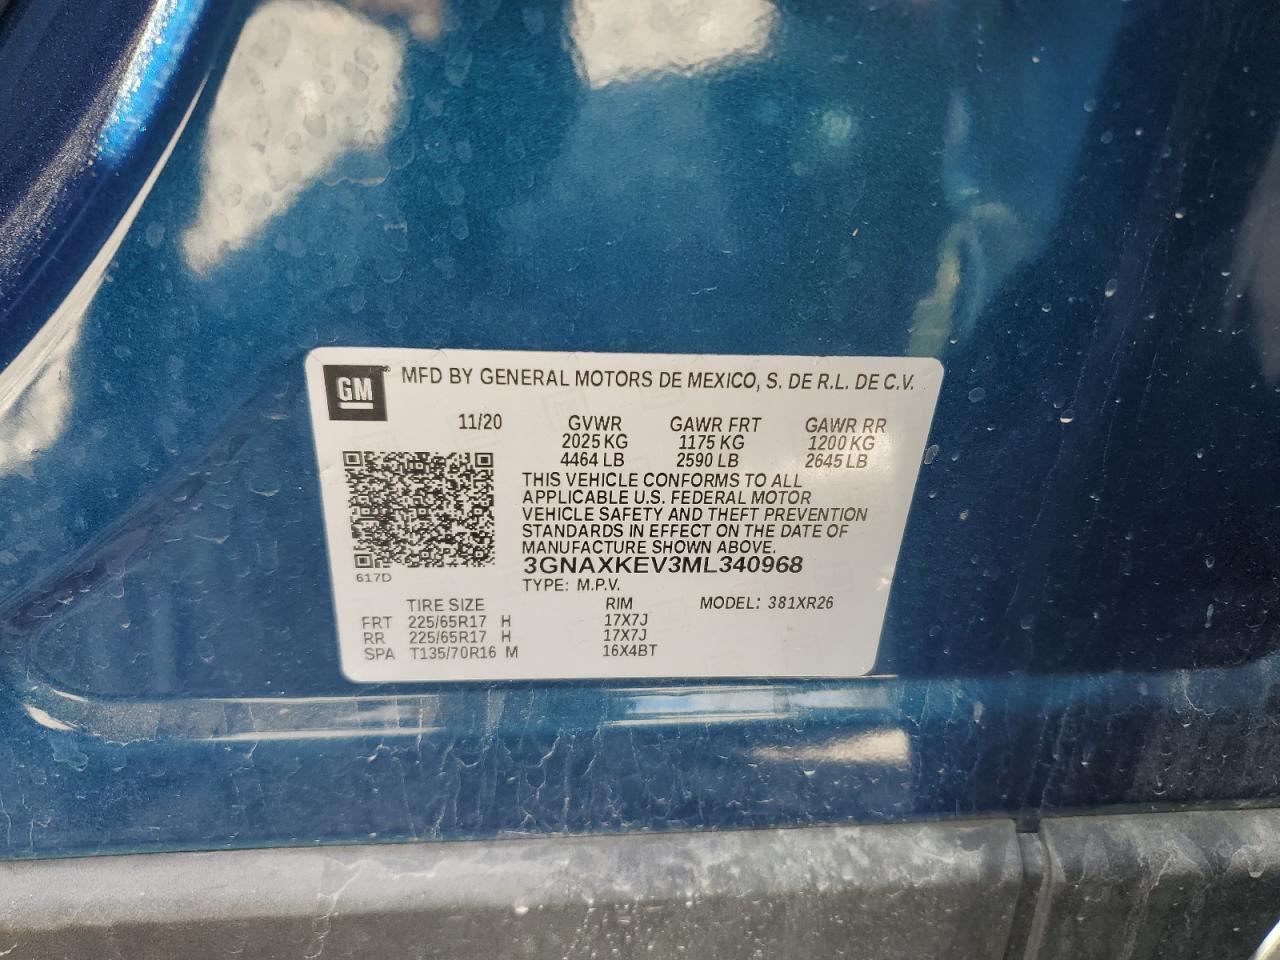 GM ® MFD BY GENERAL MOTORS DE MEXICO, S. DE R.L. DE C.V.
11/20 GVWR GAWR FRT GAWR RR
2025 KG 1175 KG 1200 KG
4464 LB 2590 LB 2645 LB
THIS VEHICLE CONFORMS TO ALL
APPLICABLE U.S. FEDERAL MOTOR
VEHICLE SAFETY AND THEFT PREVENTION
STANDARDS IN EFFECT ON THE DATE OF
MANUFACTURE SHOWN ABOVE.
3GNAXKEV3ML340968
617D
TYPE: M.P.V.
TIRE SIZE RIM MODEL: 381XR26
FRT 225/65R17 H 17X7J
RR 225/65R17 H 17X7J
SPA T135/70R16 M 16X4BT